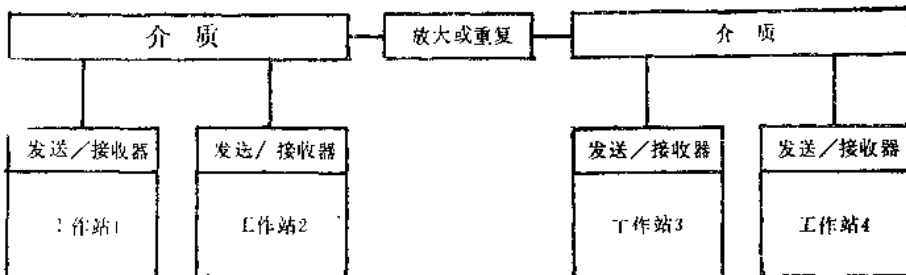 介 质
放大或重复
介 质
发送/接收器
发送/接收器
发送/接收器
发送/接收器
工作站1
工作站2
工作站3
工作站4